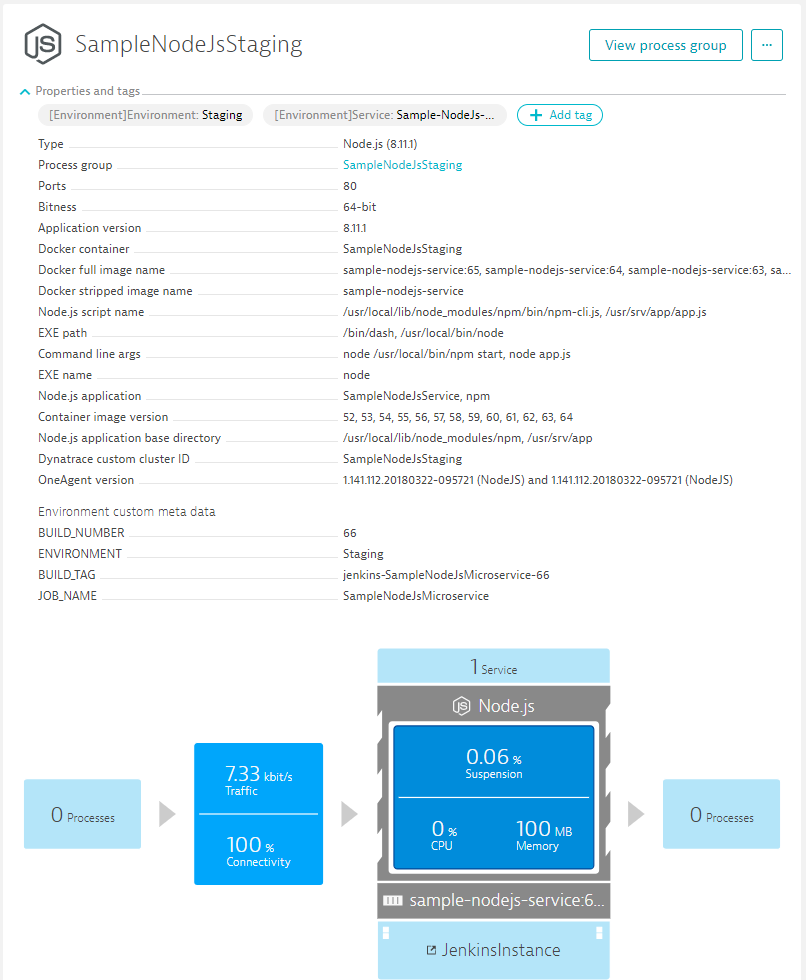 JS SampleNodeJsStaging
View process group
...
Properties and tags
[Environment]Environment: Staging [Environment]Service: Sample-NodeJs-... + Add tag
Type Node.js (8.11.1)
Process group SampleNodeJsStaging
Ports 80
Bitness 64-bit
Application version 8.11.1
Docker container SampleNodeJsStaging
Docker full image name sample-nodejs-service:65, sample-nodejs-service:64, sample-nodejs-service:63, sa...
Docker stripped image name sample-nodejs-service
Node.js script name /usr/local/lib/node_modules/npm/bin/npm-cli.js, /usr/srv/app/app.js
EXE path /bin/dash, /usr/local/bin/node
Command line args node /usr/local/bin/npm start, node app.js
EXE name node
Node.js application SampleNodeJsService, npm
Container image version 52, 53, 54, 55, 56, 57, 58, 59, 60, 61, 62, 63, 64
Node.js application base directory /usr/local/lib/node_modules/npm, /usr/srv/app
Dynatrace custom cluster ID SampleNodeJsStaging
OneAgent version 1.141.112.20180322-095721 (NodeJS) and 1.141.112.20180322-095721 (NodeJS)
Environment custom meta data
BUILD_NUMBER 66
ENVIRONMENT Staging
BUILD_TAG jenkins-SampleNodeJsMicroservice-66
JOB_NAME SampleNodeJsMicroservice
0 Processes
7.33 kbit/s
Traffic
100 %
Connectivity
1 Service
JS Node.js
0.06 %
Suspension
0 % 100 MB
CPU Memory
sample-nodejs-service:6...
JenkinsInstance
0 Processes